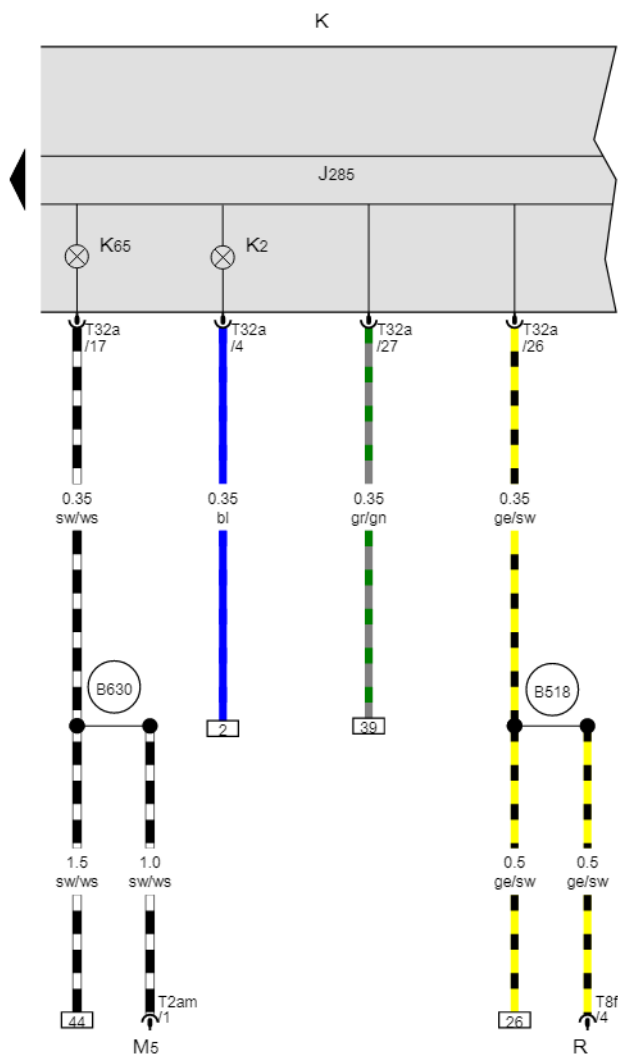 K
J285
K65
K2
T32a
/17
T32a
/4
T32a
/27
T32a
/26
0.35
sw/ws
0.35
bl
0.35
gr/gn
0.35
ge/sw
B630
B518
2
39
1.5
sw/ws
1.0
sw/ws
0.5
ge/sw
0.5
ge/sw
44
T2am
/1
M5
26
T8f
/4
R